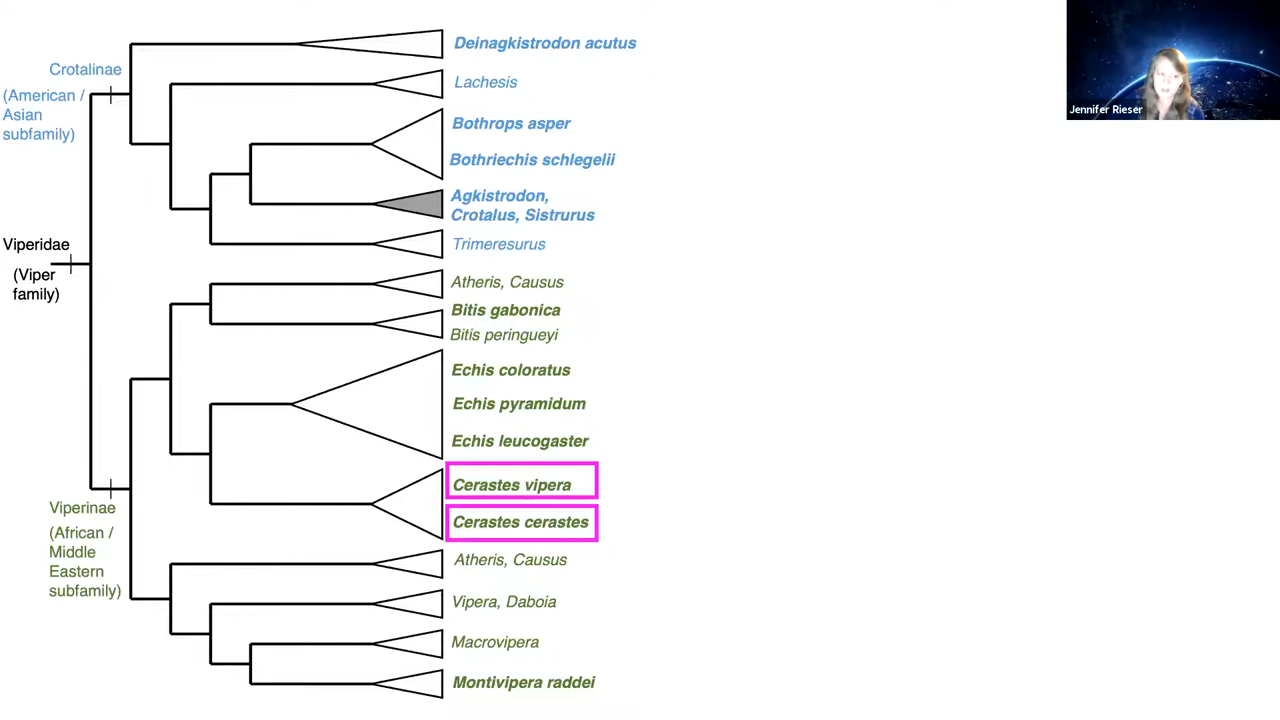 Deinagkistrodon acutus
Crotalinae
(American /
Asian
subfamily)
Lachesis
Bothrops asper
Bothriechis schlegelii
Agkistrodon,
Crotalus, Sistrurus
Trimeresurus
Viperidae
(Viper
family)
Atheris, Causus
Bitis gabonica
Bitis peringueyi
Echis coloratus
Echis pyramidum
Echis leucogaster
Cerastes vipera
Cerastes cerastes
Viperinae
(African /
Middle
Eastern
subfamily)
Atheris, Causus
Vipera, Daboia
Macrovipera
Montivipera raddei
Jennifer Rieser